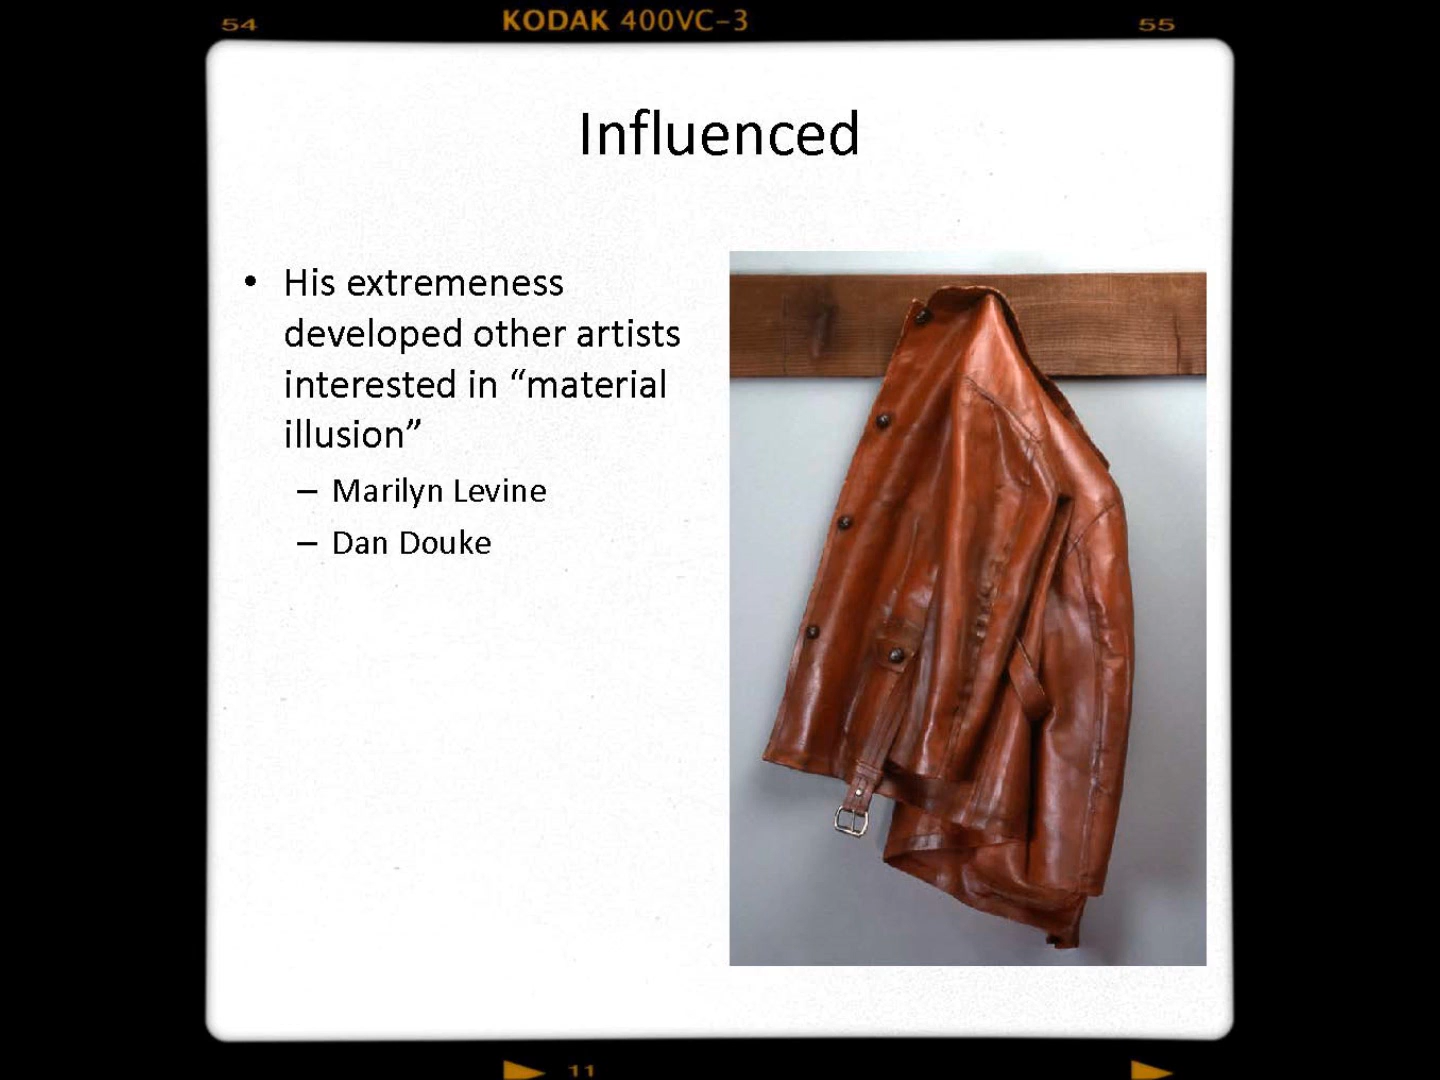 54 KODAK 400VC-3 55
Influenced
• His extremeness
developed other artists
interested in “material
illusion”
– Marilyn Levine
– Dan Douke
11